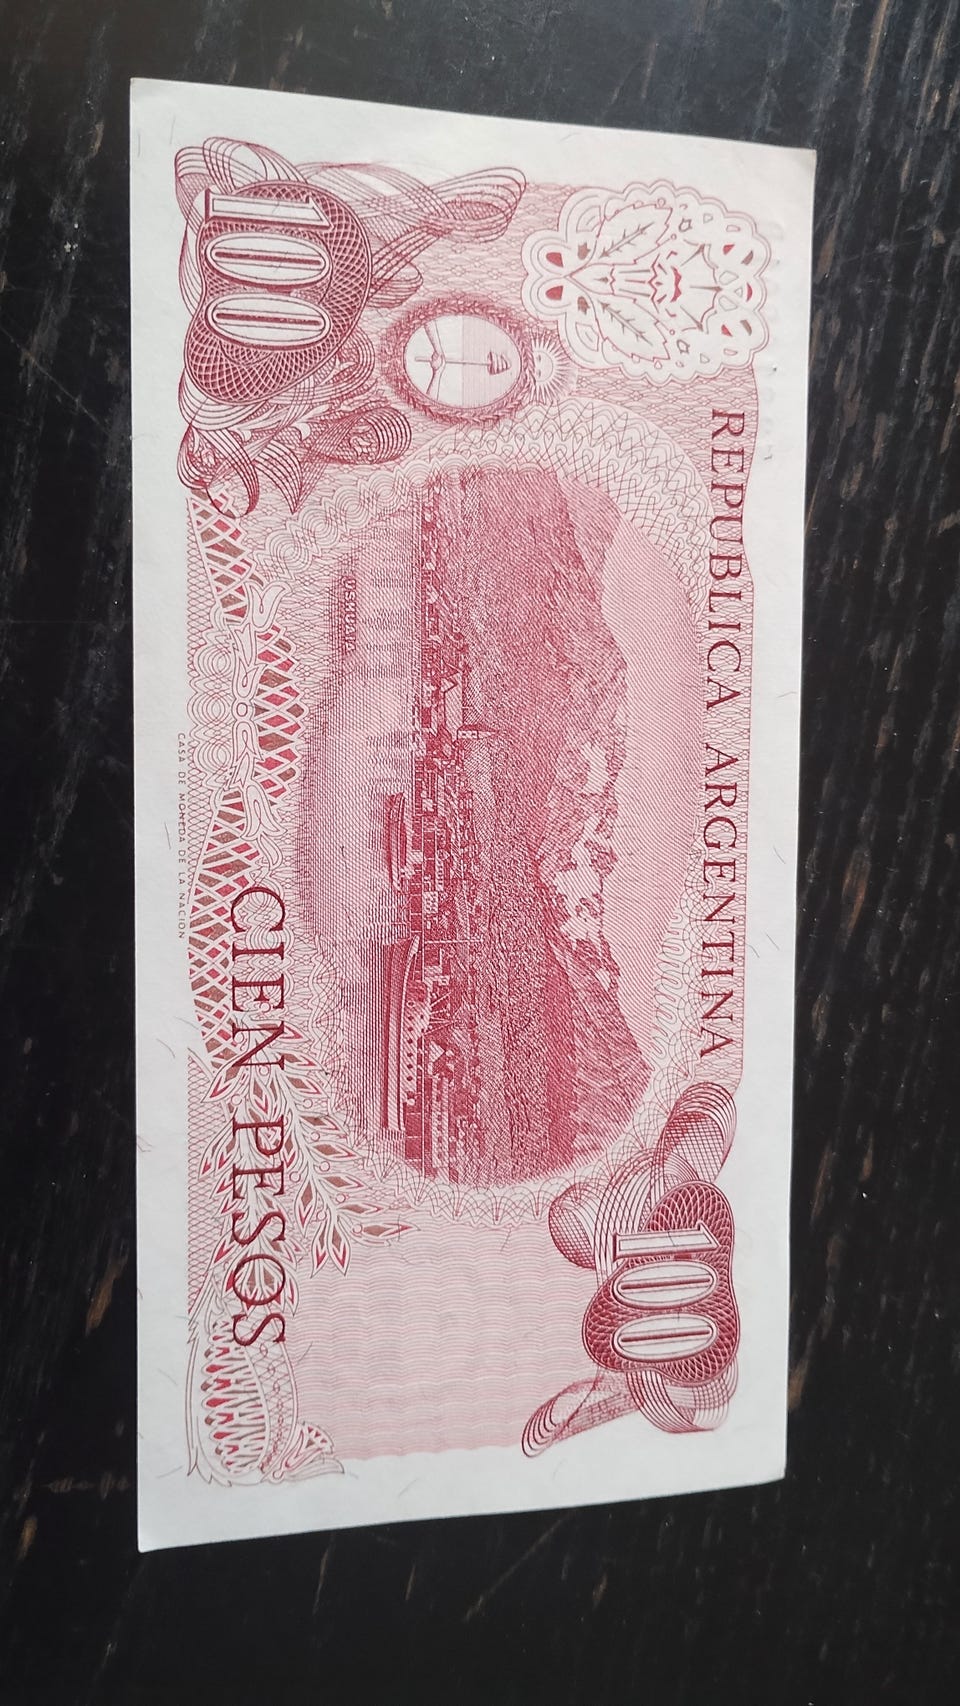 REPUBLICA ARGENTINA
100
100
USHUAIA
CIEN PESOS
CASA DE MONEDA DE LA NACION